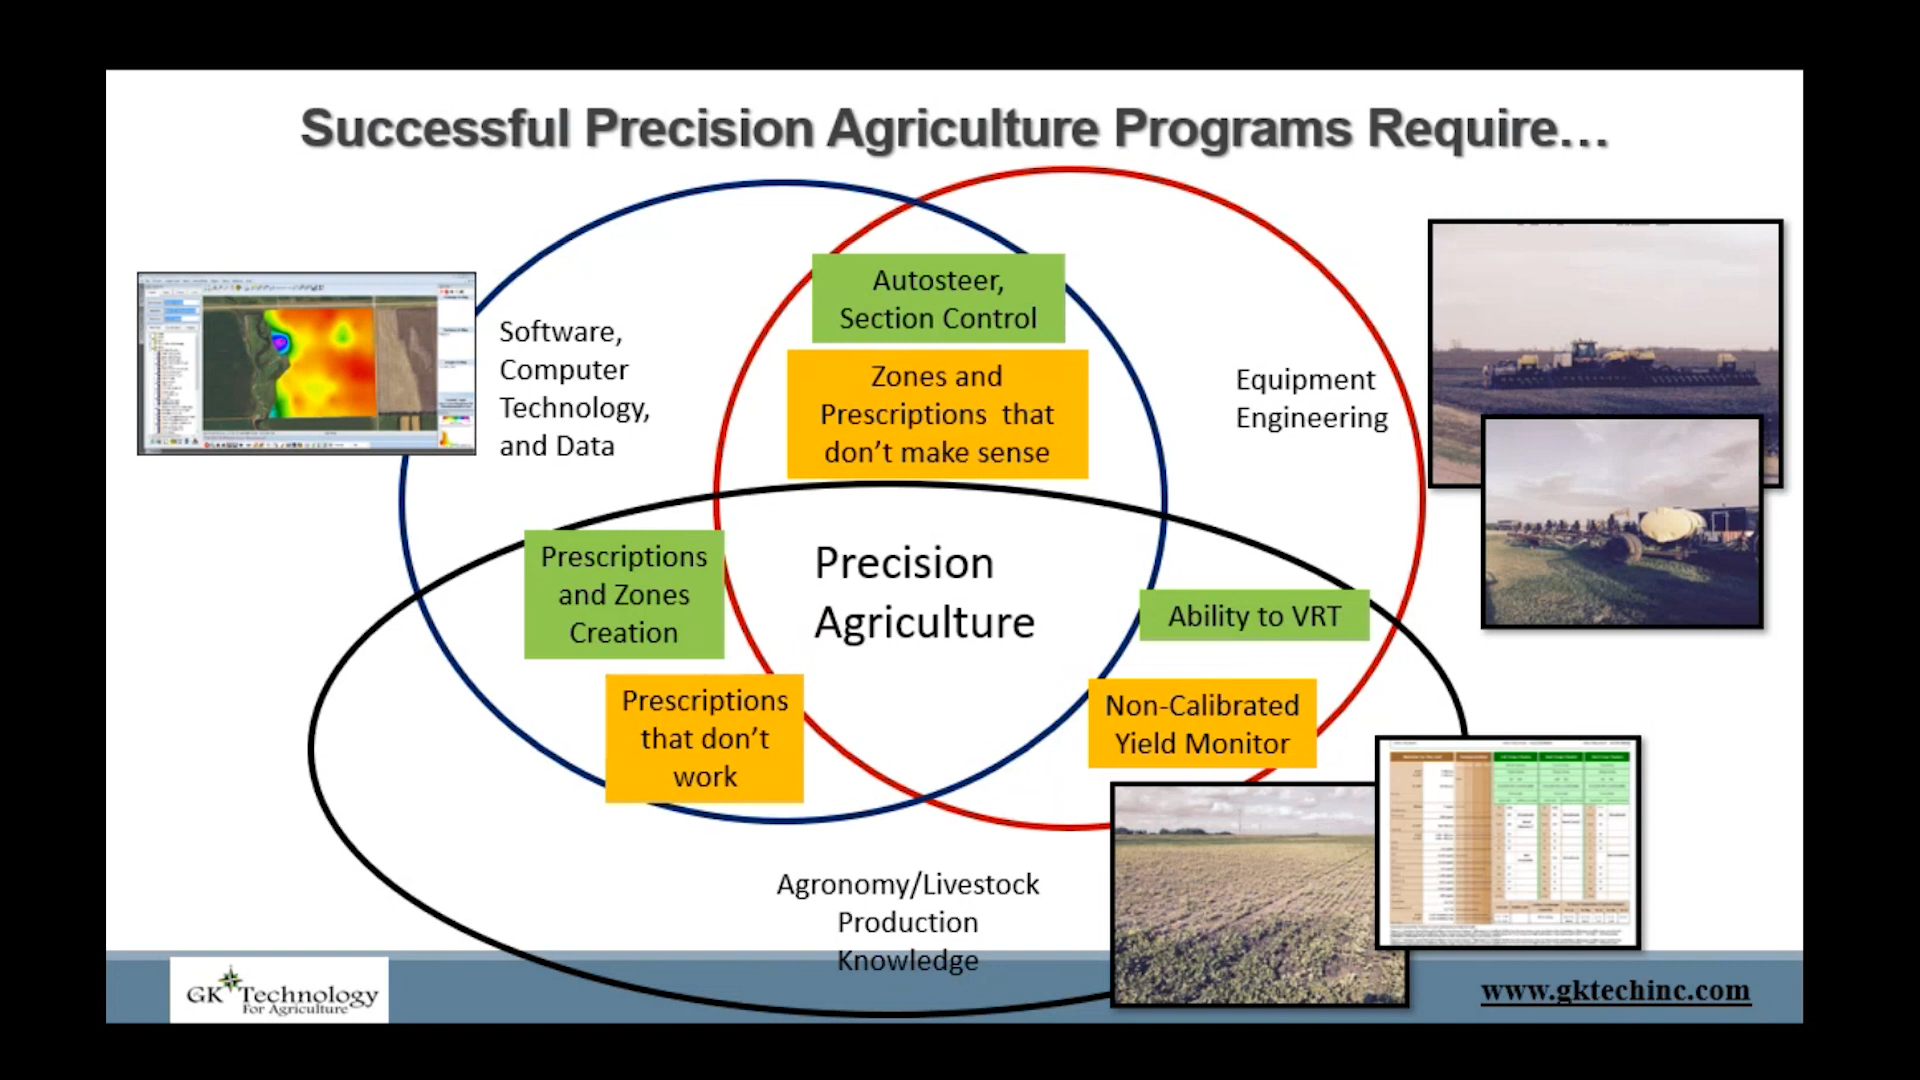 Successful Precision Agriculture Programs Require…
Autosteer,
Section Control
Software,
Computer
Technology,
and Data
Zones and
Prescriptions that
don’t make sense
Equipment
Engineering
Prescriptions
and Zones
Creation
Precision
Agriculture
Ability to VRT
Prescriptions
that don’t
work
Non-Calibrated
Yield Monitor
Agronomy/Livestock
Production
Knowledge
GK Technology
For Agriculture
www.gktechinc.com